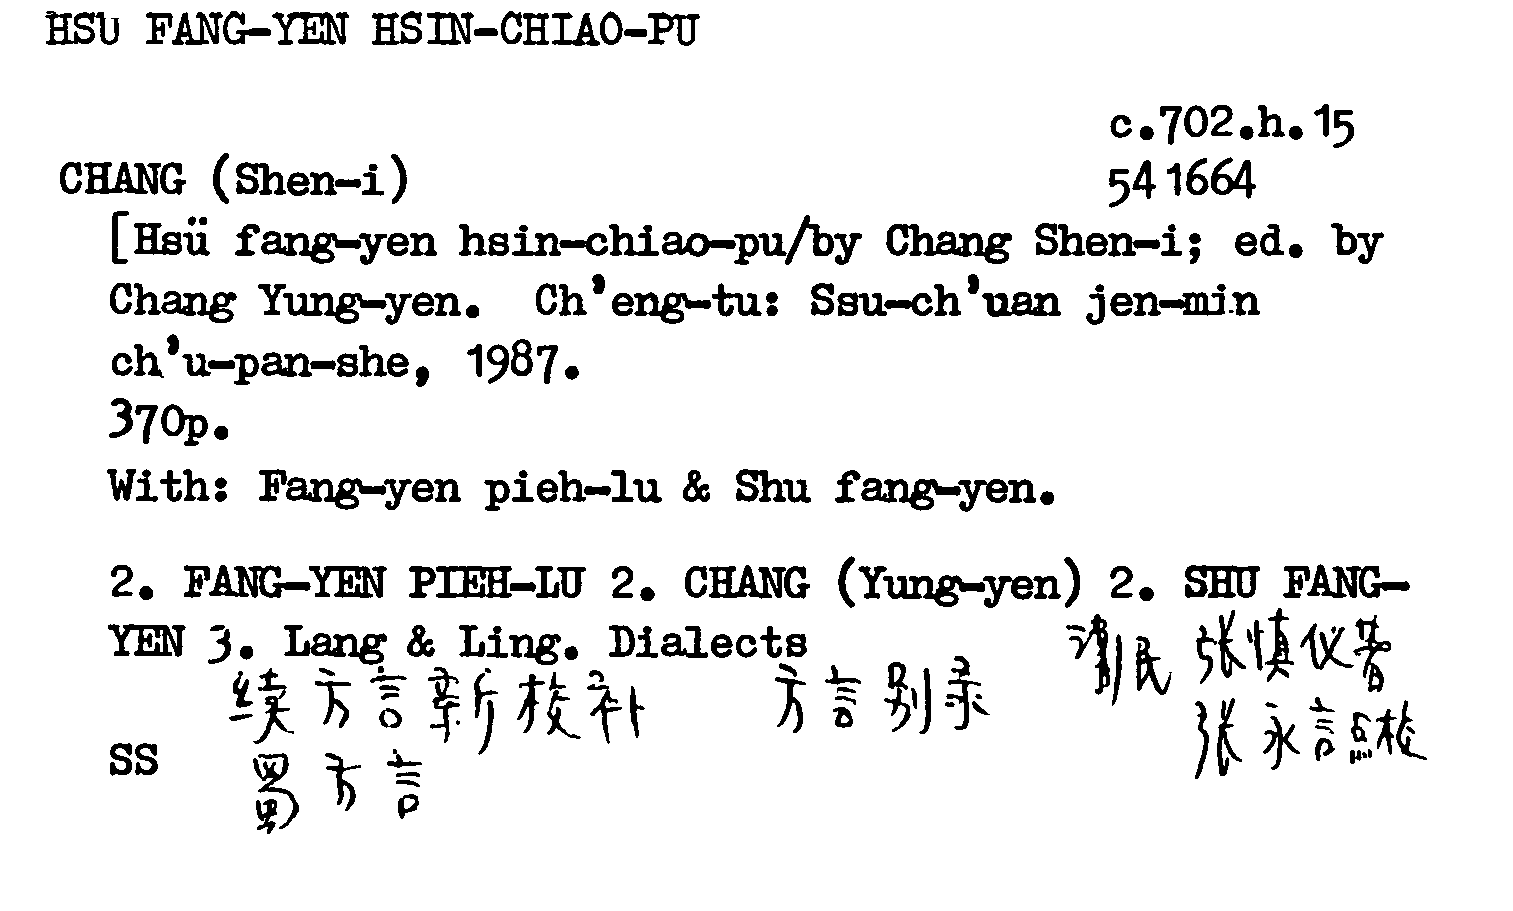 HSU FANG-YEN HSIN-CHIAO-PU
c.702.h.15
CHANG (Shen-i)
541664
[Hsü fang-yen hsin-chiao-pu/by Chang Shen-i; ed. by
Chang Yung-yen. Ch'eng-tu: Ssu-ch'uan jen-min
ch'u-pan-she, 1987.
370p.
With: Fang-yen pieh-lu & Shu fang-yen.
2. FANG-YEN PIEH-LU 2. CHANG (Yung-yen) 2. SHU FANG-
YEN 3. Lang & Ling. Dialects
续方言新校补 方言别录 民 张慎仪著
张永言点校
SS 蜀方言